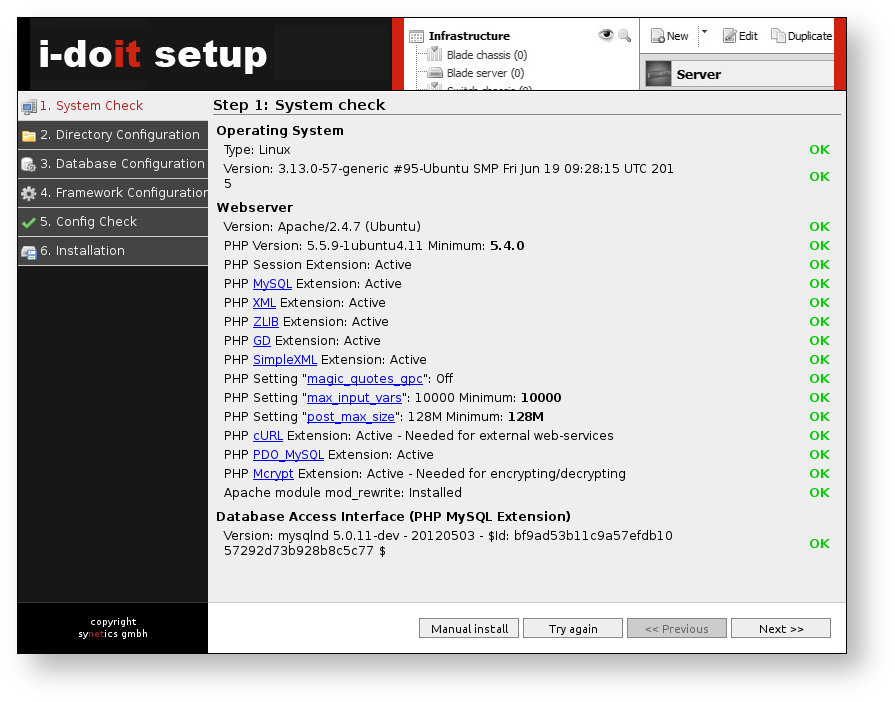 i-doit setup
Infrastructure
Blade chassis (0)
Blade server (0)
Switch chassis (0)
New
Edit
Duplicate
Server
1. System Check
2. Directory Configuration
3. Database Configuration
4. Framework Configuration
5. Config Check
6. Installation
Step 1: System check
Operating System
Type: Linux OK
Version: 3.13.0-57-generic #95-Ubuntu SMP Fri Jun 19 09:28:15 UTC 201
5 OK
Webserver
Version: Apache/2.4.7 (Ubuntu) OK
PHP Version: 5.5.9-1ubuntu4.11 Minimum: 5.4.0 OK
PHP Session Extension: Active OK
PHP MySQL Extension: Active OK
PHP XML Extension: Active OK
PHP ZLIB Extension: Active OK
PHP GD Extension: Active OK
PHP SimpleXML Extension: Active OK
PHP Setting "magic_quotes_gpc": Off OK
PHP Setting "max_input_vars": 10000 Minimum: 10000 OK
PHP Setting "post_max_size": 128M Minimum: 128M OK
PHP cURL Extension: Active - Needed for external web-services OK
PHP PDO_MySQL Extension: Active OK
PHP Mcrypt Extension: Active - Needed for encrypting/decrypting OK
Apache module mod_rewrite: Installed OK
Database Access Interface (PHP MySQL Extension)
Version: mysqlnd 5.0.11-dev - 20120503 - $Id: bf9ad53b11c9a57efdb10
57292d73b928b8c5c77 $ OK
copyright
synetics gmbh
Manual install
Try again
<< Previous
Next >>